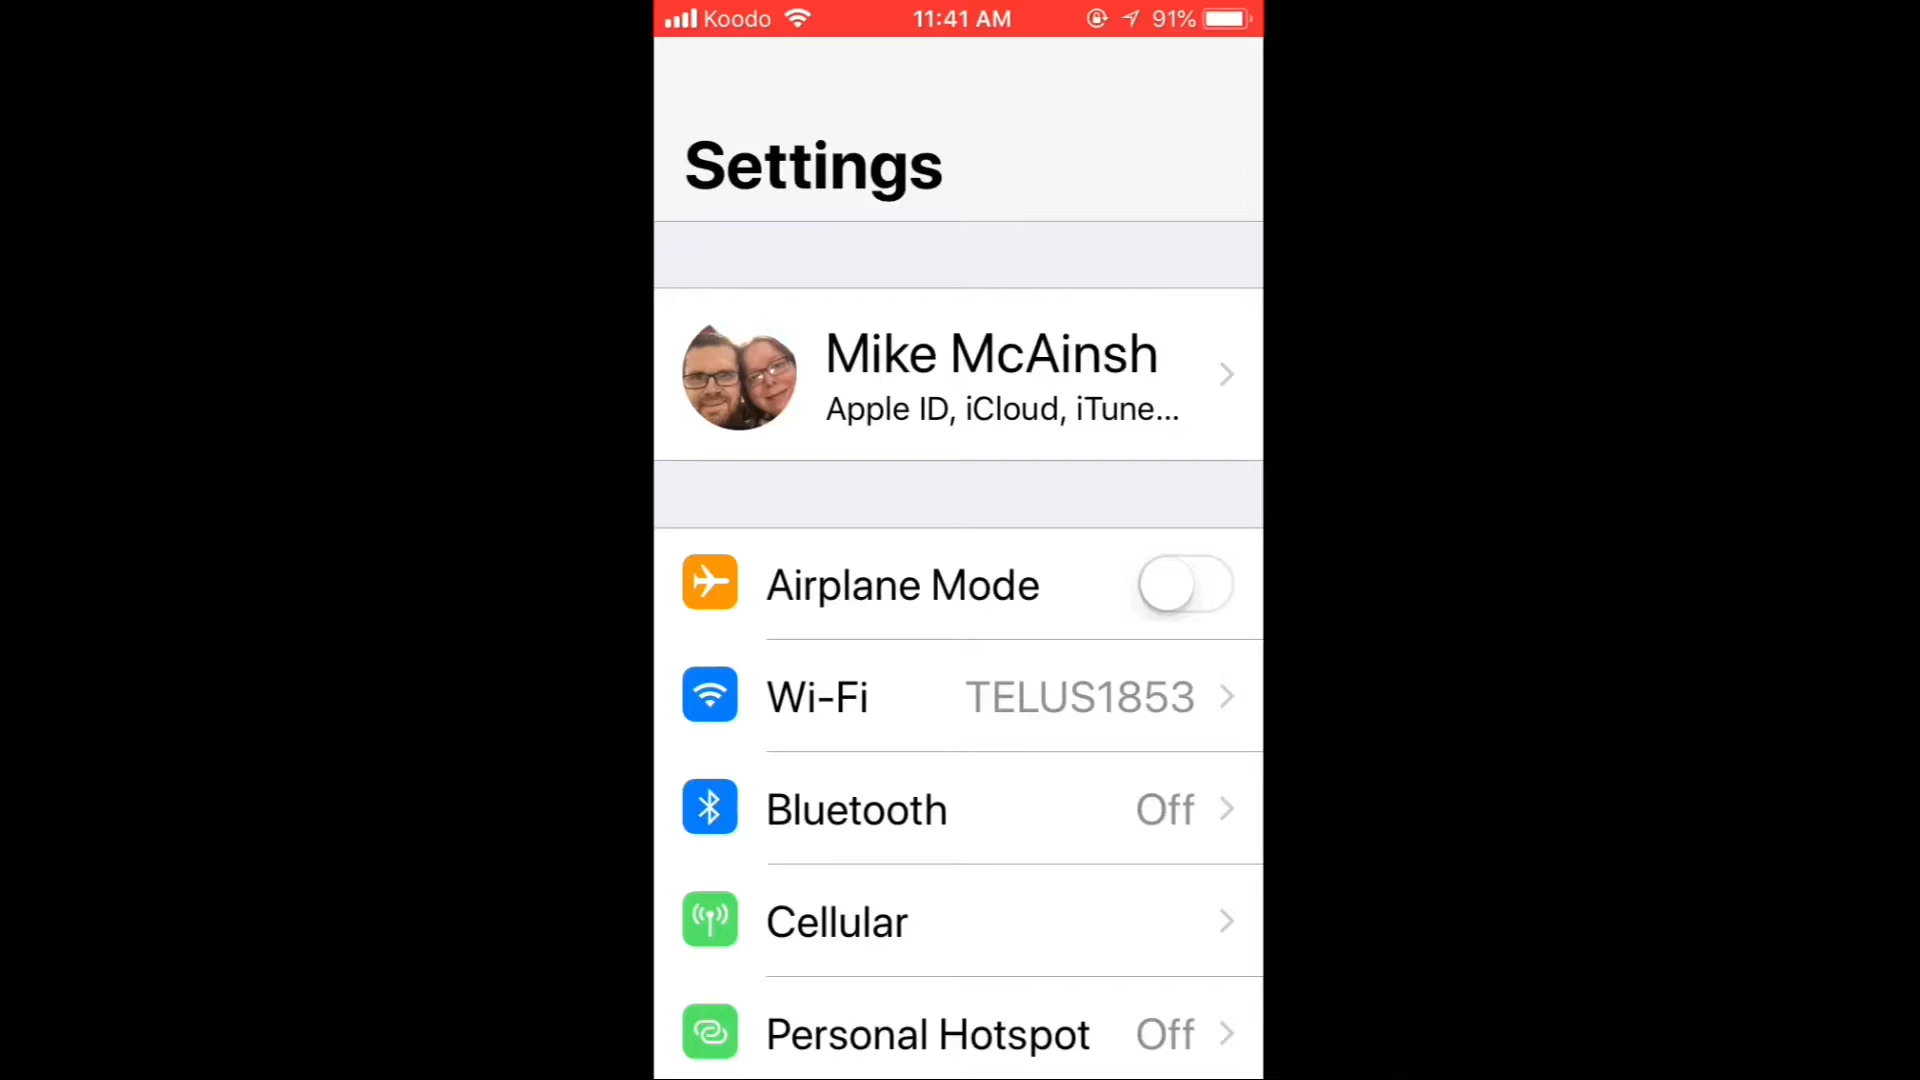 Koodo 11:41 AM 91%
Settings
Mike McAinsh
Apple ID, iCloud, iTune...
Airplane Mode
Wi-Fi TELUS1853
Bluetooth Off
Cellular
Personal Hotspot Off